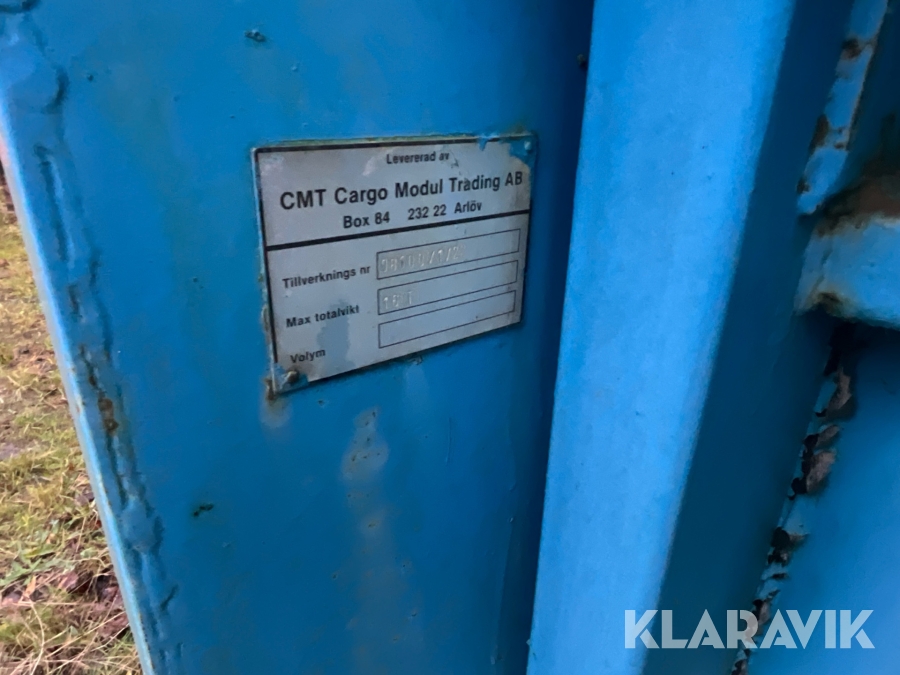 Levererad av
CMT Cargo Modul Trading AB
Box 84 232 22 Arlöv
Tillverknings nr
Max totalvikt
Volym
KLARAVIK